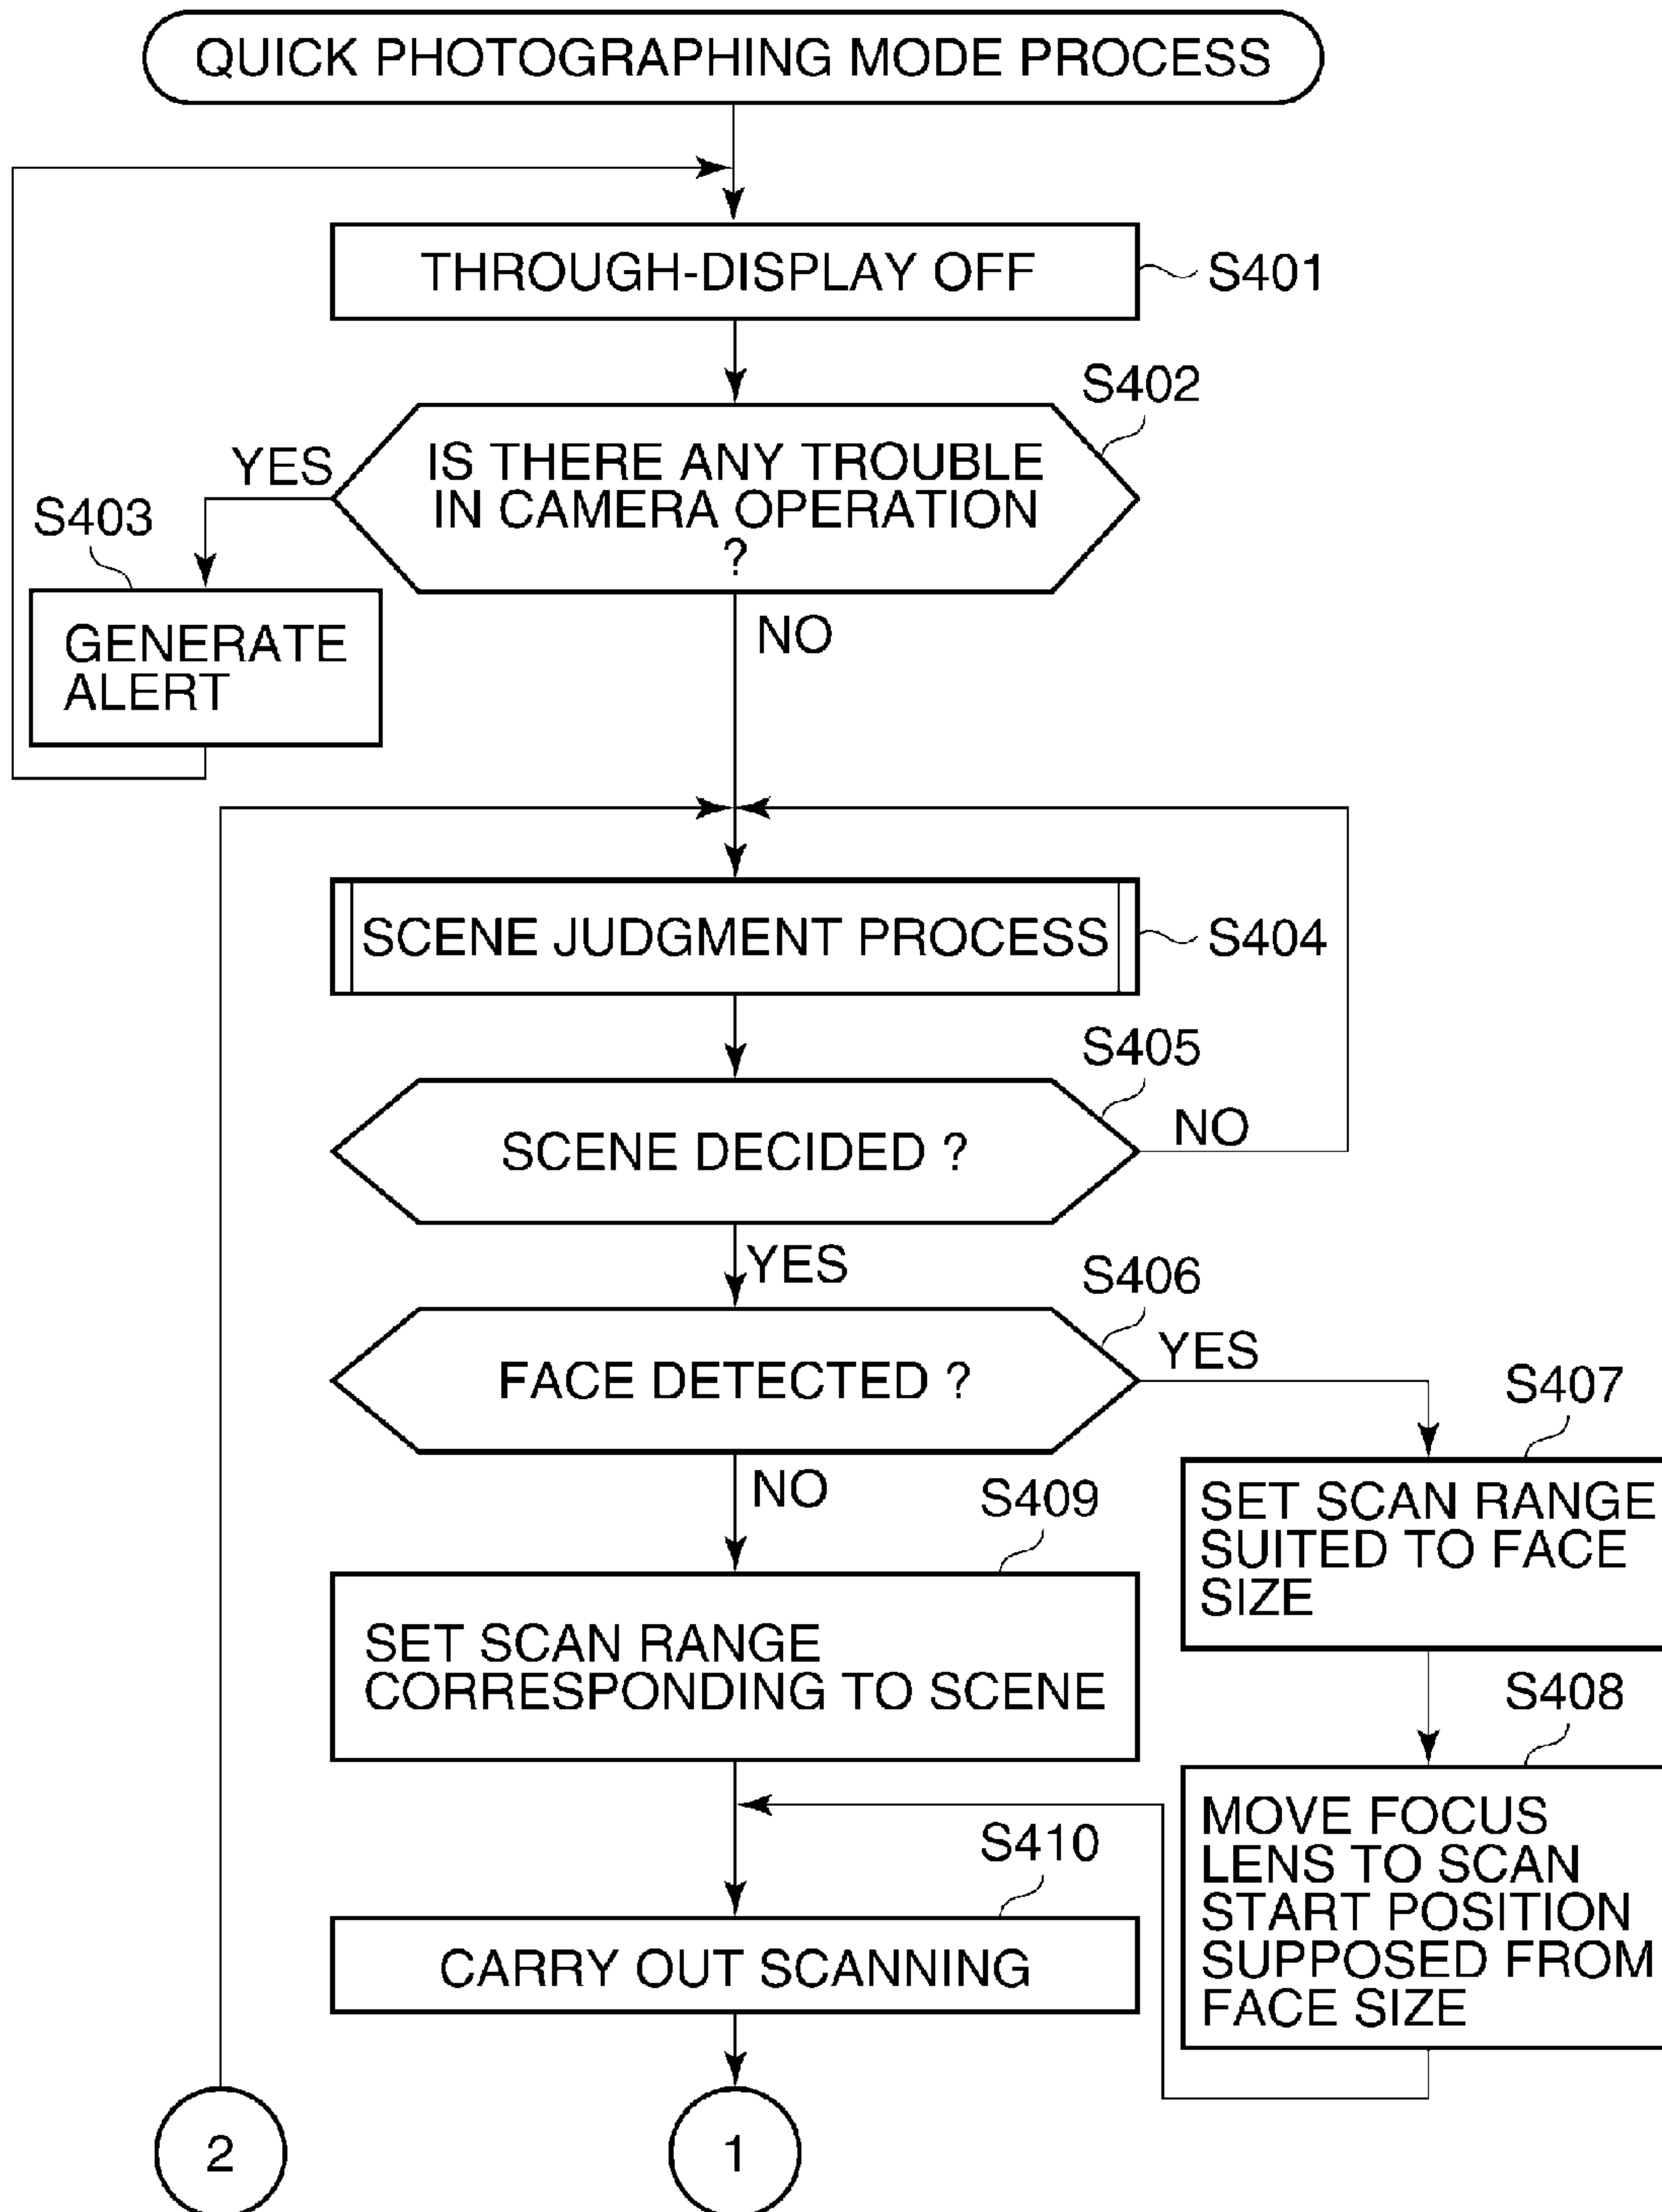 QUICK PHOTOGRAPHING MODE PROCESS
THROUGH-DISPLAY OFF
S401
S402
IS THERE ANY TROUBLE
IN CAMERA OPERATION
?
YES
S403
GENERATE
ALERT
NO
SCENE JUDGMENT PROCESS
S404
S405
SCENE DECIDED ?
NO
YES
S406
FACE DETECTED ?
YES
S407
SET SCAN RANGE
SUITED TO FACE
SIZE
NO
S409
SET SCAN RANGE
CORRESPONDING TO SCENE
S408
MOVE FOCUS
LENS TO SCAN
START POSITION
SUPPOSED FROM
FACE SIZE
S410
CARRY OUT SCANNING
2
1